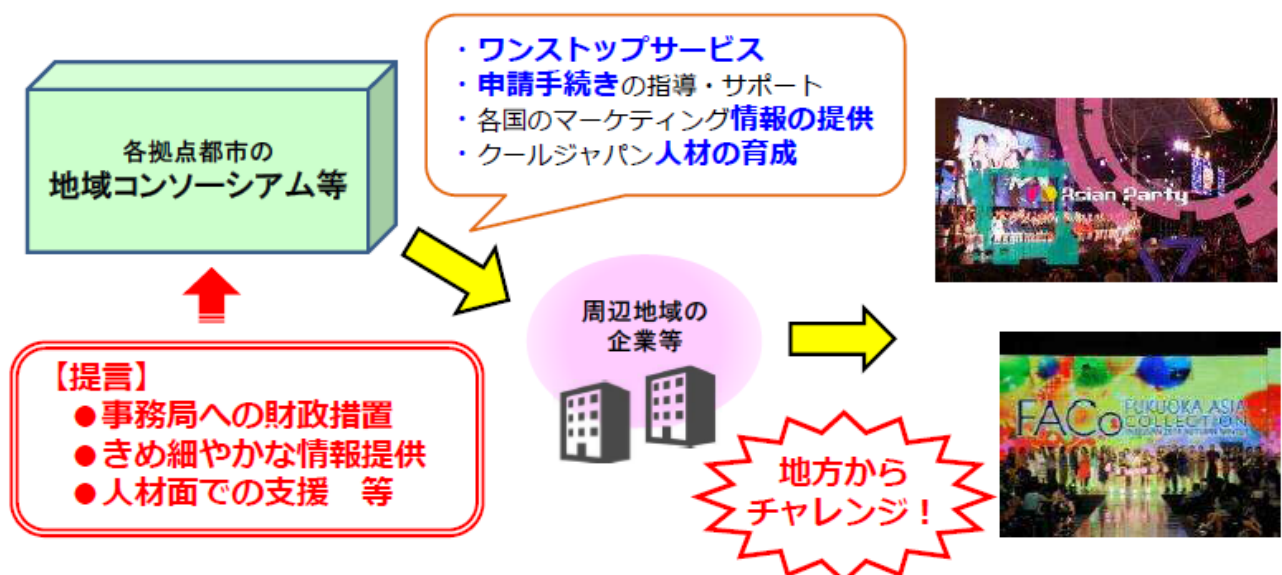 ・ワンストップサービス
・申請手続きの指導・サポート
・各国のマーケティング情報の提供
・クールジャパン人材の育成
各拠点都市の
地域コンソーシアム等
周辺地域の
企業等
【提言】
●事務局への財政措置
●きめ細やかな情報提供
●人材面での支援　等
地方から
チャレンジ！
Asian Party
FACo
FUKUOKA ASIA
COLLECTION